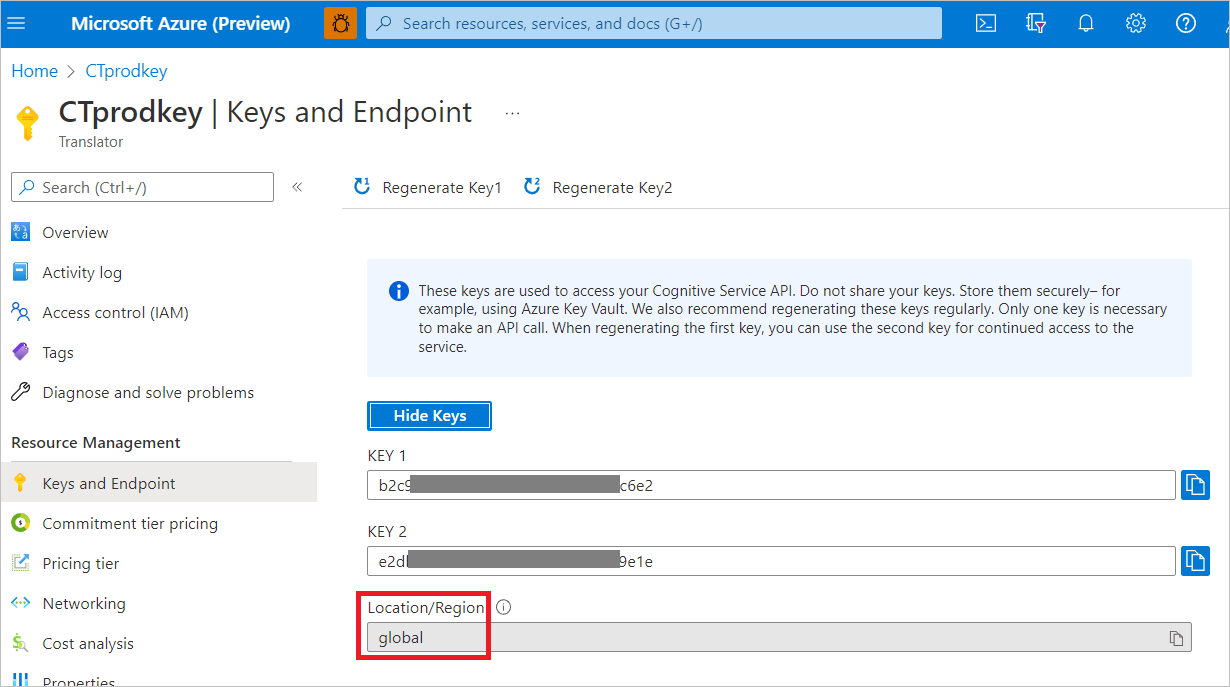 Microsoft Azure (Preview)
Search resources, services, and docs (G+/)
Home > CTprodkey
CTprodkey | Keys and Endpoint ...
Translator
Search (Ctrl+/)
«
Regenerate Key1
Regenerate Key2
Overview
Activity log
Access control (IAM)
Tags
Diagnose and solve problems
Resource Management
Keys and Endpoint
Commitment tier pricing
Pricing tier
Networking
Cost analysis
Properties
These keys are used to access your Cognitive Service API. Do not share your keys. Store them securely– for
example, using Azure Key Vault. We also recommend regenerating these keys regularly. Only one key is necessary
to make an API call. When regenerating the first key, you can use the second key for continued access to the
service.
Hide Keys
KEY 1
b2c9 c6e2
KEY 2
e2d 9e1e
Location/Region
global